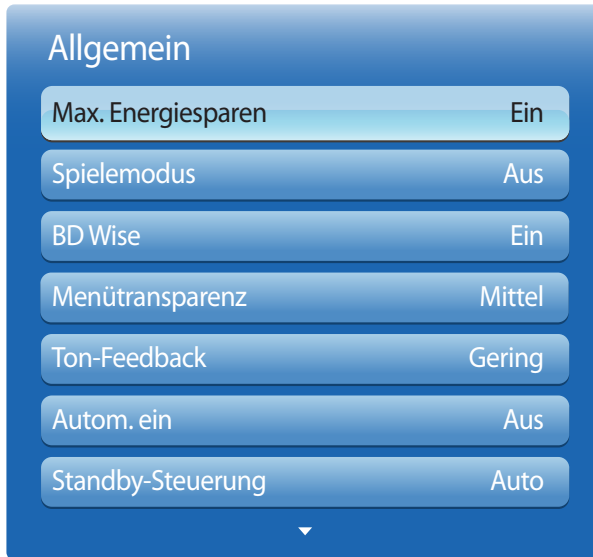 Allgemein
Max. Energiesparen Ein
Spielemodus Aus
BD Wise Ein
Menütransparenz Mittel
Ton-Feedback Gering
Autom. ein Aus
Standby-Steuerung Auto